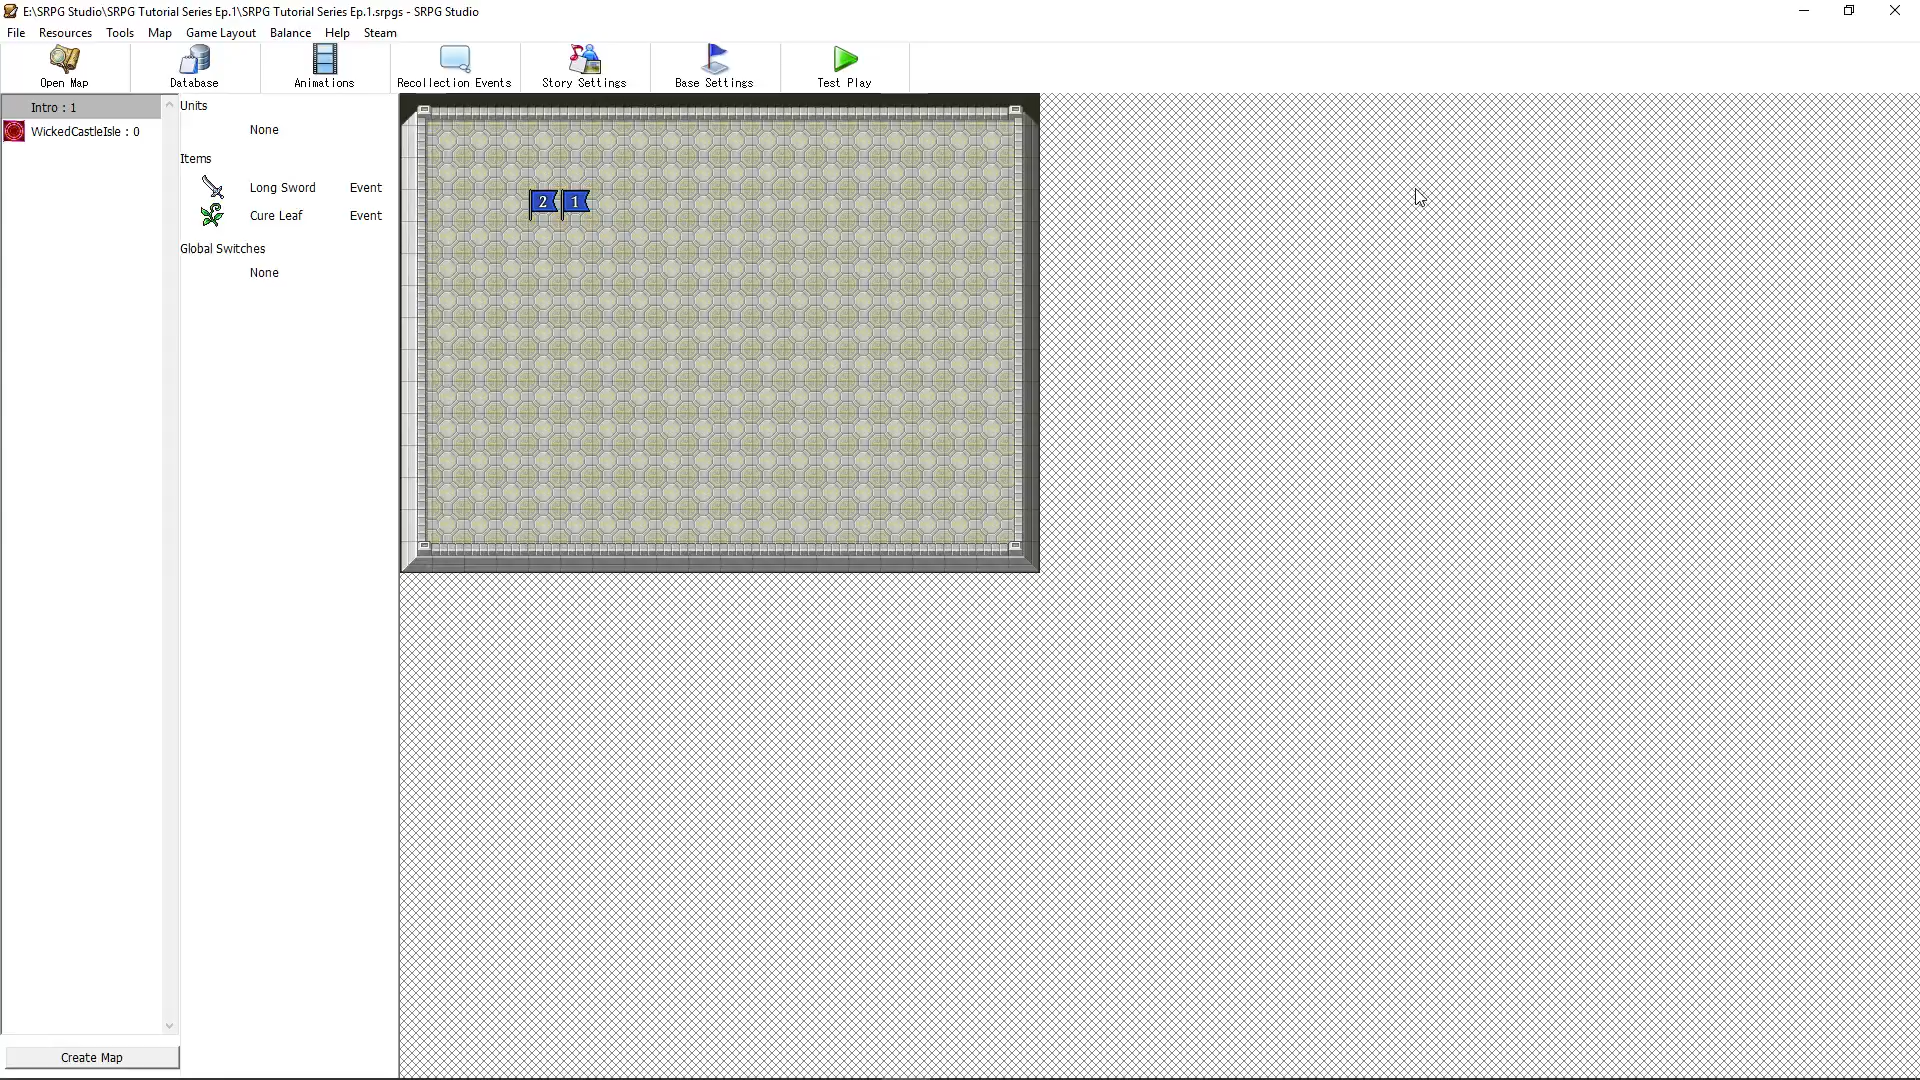 E:\SRPG Studio\SRPG Tutorial Series Ep.1\SRPG Tutorial Series Ep.1.srpgs - SRPG Studio
File Resources Tools Map Game Layout Balance Help Steam
Open Map Database Animations Recollection Events Story Settings Base Settings Test Play
Intro : 1
WickedCastleIsle : 0
Create Map
Units
None
Items
Long Sword Event
Cure Leaf Event
Global Switches
None
2 1